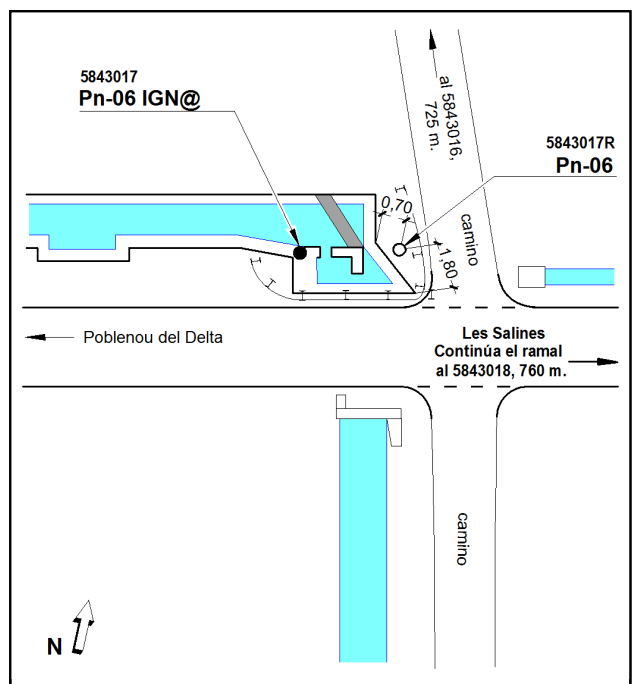 5843017
Pn-06 IGN@
al 5843016,
725 m.
5843017R
Pn-06
0,70
camino
1,80
Poblenou del Delta
Les Salines
Continúa el ramal
al 5843018, 760 m.
camino
N